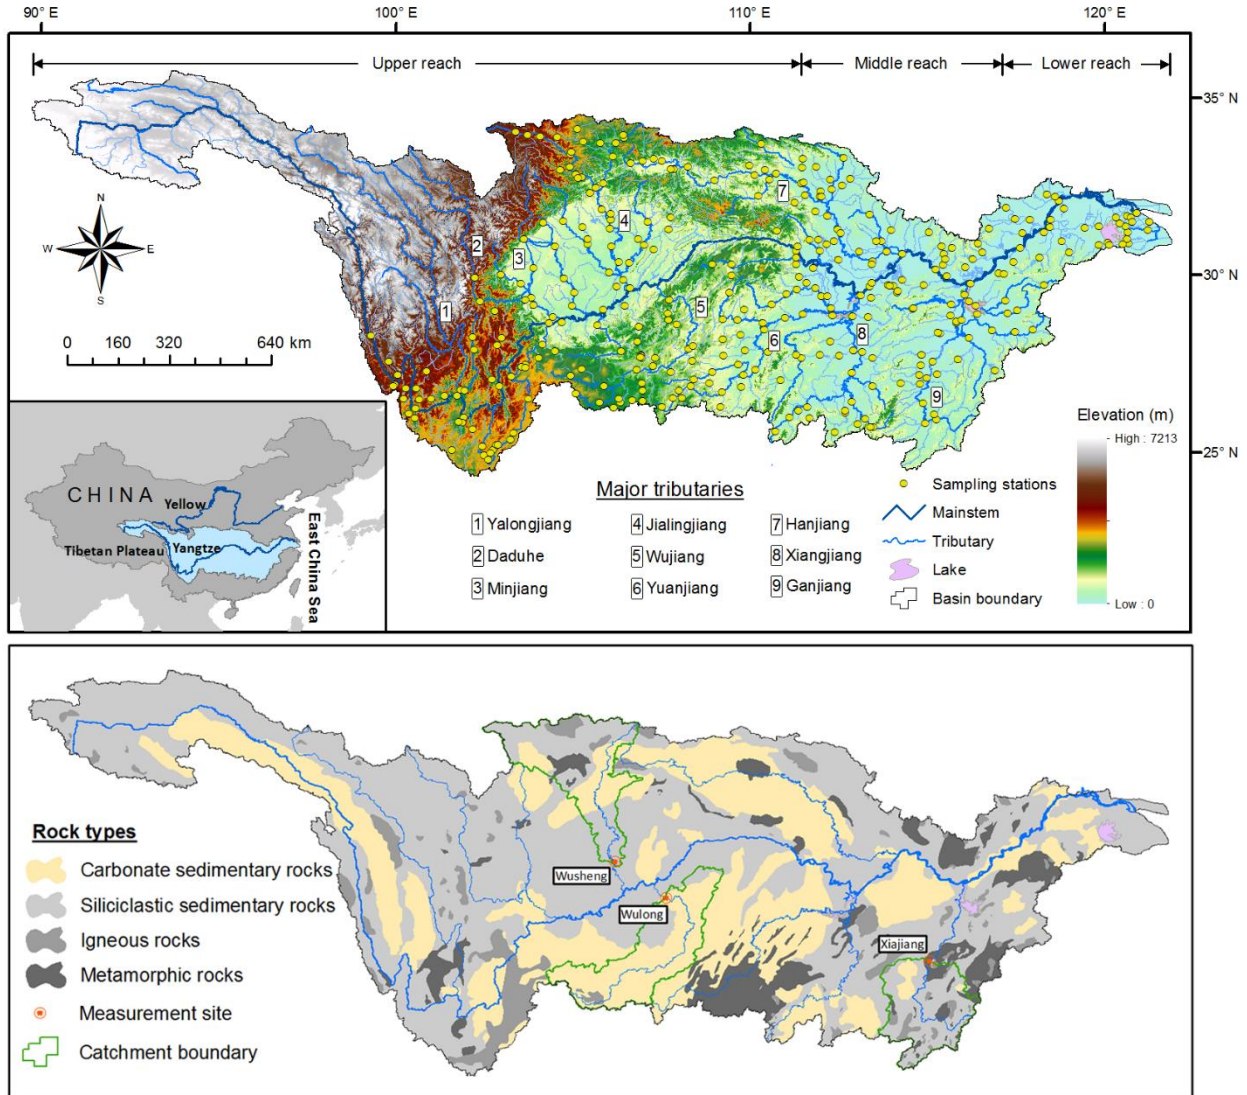 90° E
100° E
110° E
120° E
Upper reach
Middle reach
Lower reach
35° N
30° N
25° N
N
W
E
S
0 160 320 640 km
1
2
3
4
5
6
7
8
9
CHINA
Yellow
Tibetan Plateau
Yangtze
East China Sea
Major tributaries
1 Yalongjiang
4 Jialingjiang
7 Hanjiang
2 Daduhe
5 Wujiang
8 Xiangjiang
3 Minjiang
6 Yuanjiang
9 Ganjiang
Sampling stations
Mainstem
Tributary
Lake
Basin boundary
Elevation (m)
High : 7213
Low : 0
Rock types
Carbonate sedimentary rocks
Siliciclastic sedimentary rocks
Igneous rocks
Metamorphic rocks
Measurement site
Catchment boundary
Wusheng
Wulong
Xiajiang